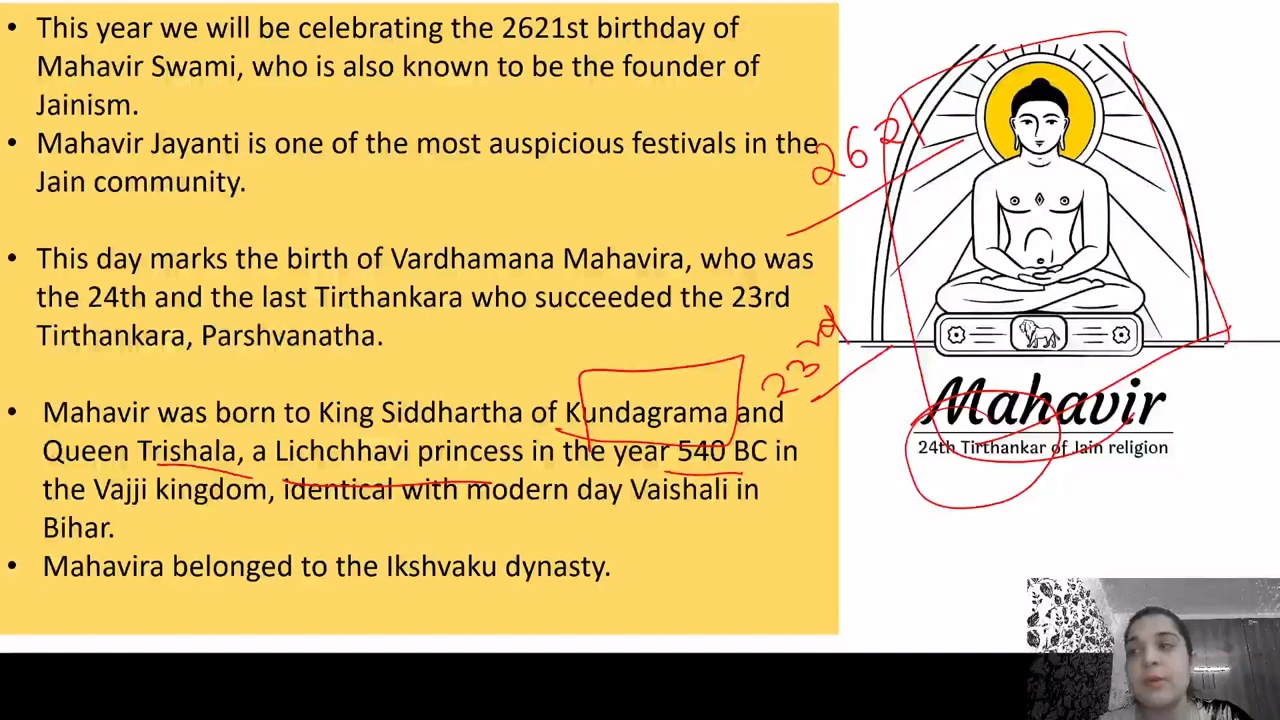 • This year we will be celebrating the 2621st birthday of
Mahavir Swami, who is also known to be the founder of
Jainism.
• Mahavir Jayanti is one of the most auspicious festivals in the
Jain community.
• This day marks the birth of Vardhamana Mahavira, who was
the 24th and the last Tirthankara who succeeded the 23rd
Tirthankara, Parshvanatha.
• Mahavir was born to King Siddhartha of Kundagrama and
Queen Trishala, a Lichchhavi princess in the year 540 BC in
the Vajji kingdom, identical with modern day Vaishali in
Bihar.
• Mahavira belonged to the Ikshvaku dynasty.
2621
23rd
Mahavir
24th Tirthankar of Jain religion